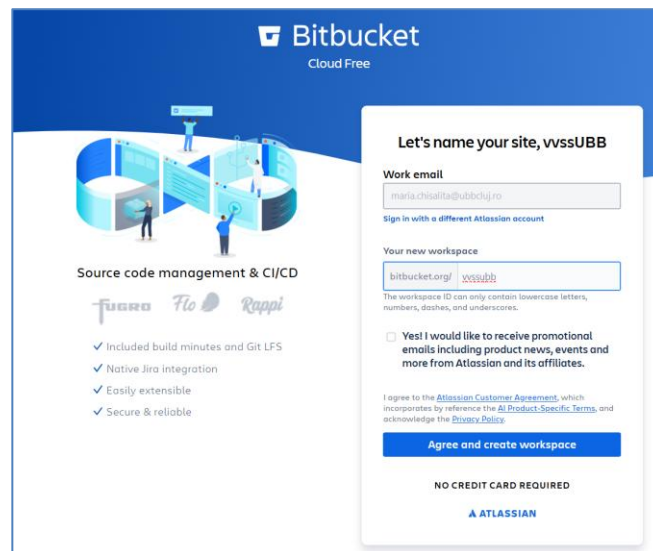 Bitbucket
Cloud Free
Source code management & CI/CD
fugro
Flo
Rappi
Included build minutes and Git LFS
Native Jira integration
Easily extensible
Secure & reliable
Let's name your site, vvssUBB
Work email
maria.chisalita@ubbcluj.ro
Sign in with a different Atlassian account
Your new workspace
bitbucket.org/ vvssubb
The workspace ID can only contain lowercase letters,
numbers, dashes, and underscores.
Yes! I would like to receive promotional
emails including product news, events and
more from Atlassian and its affiliates.
I agree to the Atlassian Customer Agreement, which
incorporates by reference the AI Product-Specific Terms, and
acknowledge the Privacy Policy.
Agree and create workspace
NO CREDIT CARD REQUIRED
ATLASSIAN